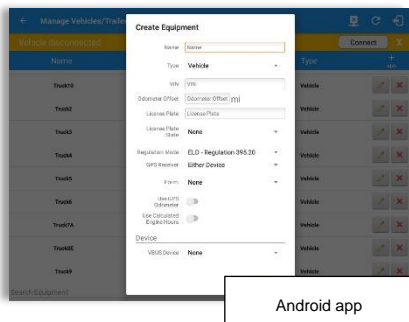 Manage Vehicles/Trailer
Vehicle disconnected
Connect
X
Name
Type
+
App
Truck10
Vehicle
Truck2
Truck3
Vehicle
Truck4
Vehicle
Truck5
Vehicle
Truck6
Vehicle
Truck7A
Vehicle
Truck8E
Vehicle
Truck9
Vehicle
Search Equipment
Create Equipment
Name Name
Type Vehicle
VIN VIN
Odometer Offset Odometer Offset mi
License Plate License Plate
License Plate State None
Regulation Mode ELD - Regulation 395.20
GPS Receiver Either Device
Form None
Use GPS Odometer
Use Calculated Engine Hours
Device
VBUS Device None
Android app